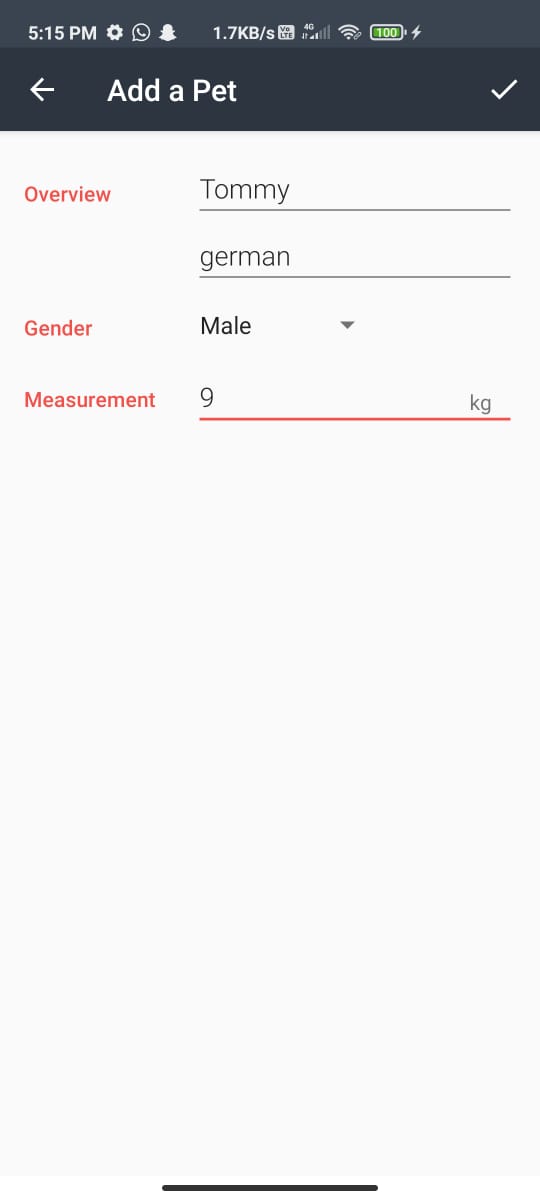 5:15 PM 1.7KB/s Vo LTE 4G 100
Add a Pet
Overview Tommy
german
Gender Male
Measurement 9 kg